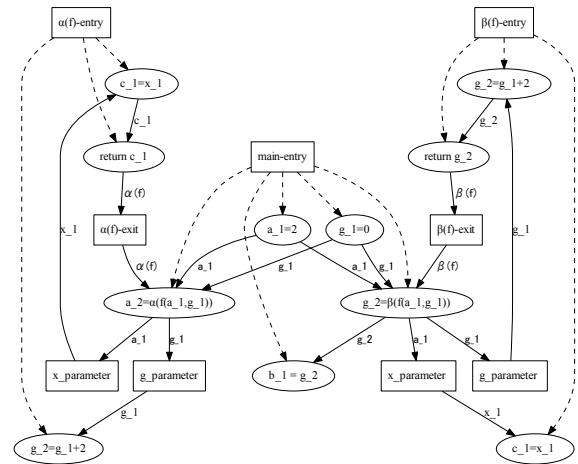 α(f)-entry
β(f)-entry
c_1=x_1
g_2=g_1+2
c_1
g_2
return c_1
main-entry
return g_2
α(f)
β(f)
x_1
α(f)-exit
a_1=2
g_1=0
β(f)-exit
g_1
α(f)
a_1
g_1
a_1
g_1
β(f)
a_2=α(f(a_1,g_1))
g_2=β(f(a_1,g_1))
a_1
g_1
g_2
a_1
g_1
x_parameter
g_parameter
b_1 = g_2
x_parameter
g_parameter
g_1
x_1
g_2=g_1+2
c_1=x_1